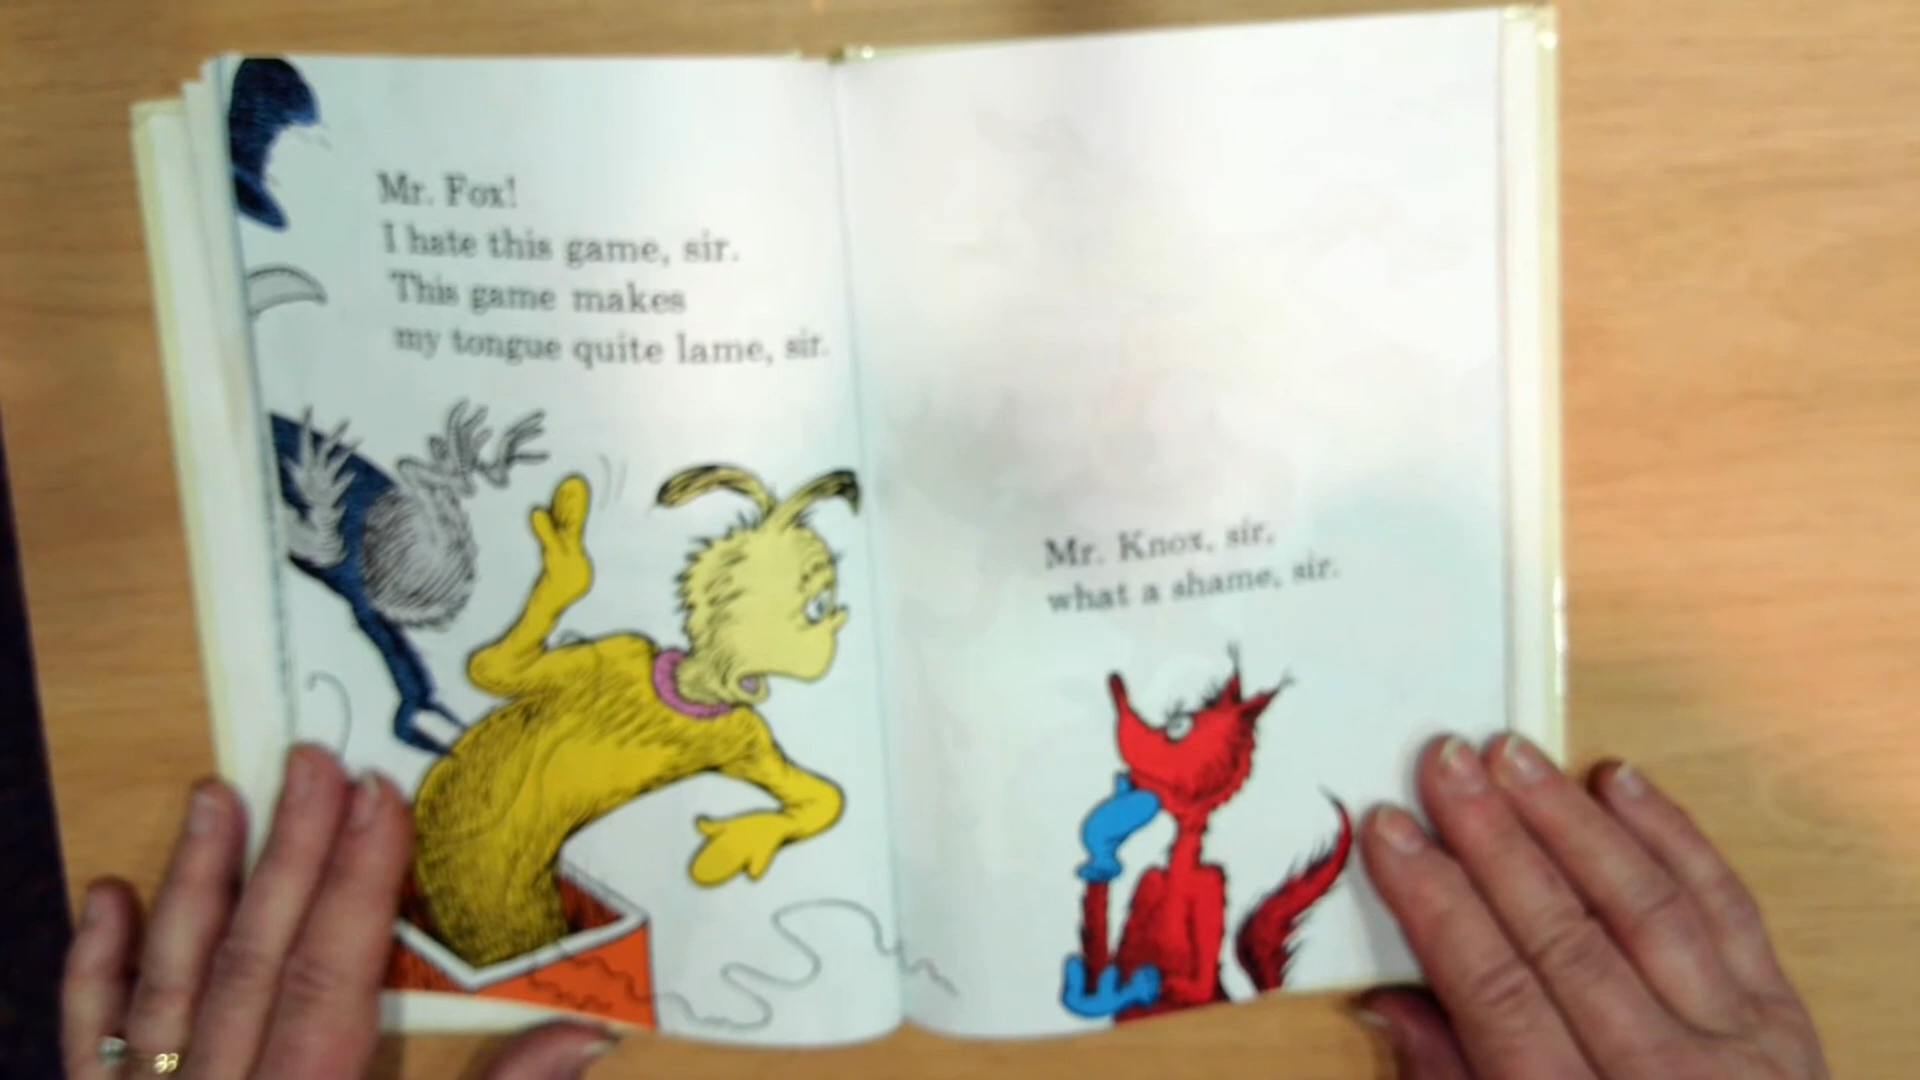 Mr. Fox!
I hate this game, sir.
This game makes
my tongue quite lame, sir.
Mr. Knox, sir,
what a shame, sir.